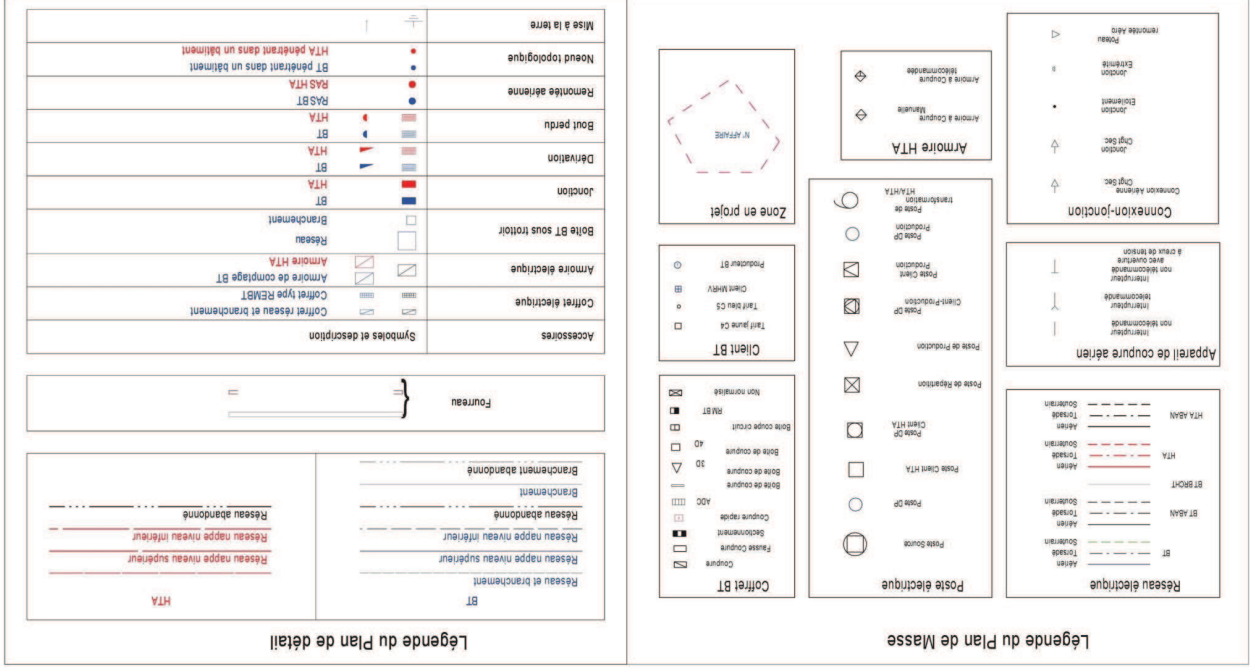 Légende du Plan de Masse
Réseau électrique
BT
Aérien
Torsadé
Souterrain
BT ABAN
Aérien
Torsadé
Souterrain
BT BRCHT
HTA
Aérien
Torsadé
Souterrain
HTA ABAN
Aérien
Torsadé
Souterrain
Appareil de coupure aérien
Interrupteur
non télécommandé
Interrupteur
télécommandé
Interrupteur
non télécommandé
avec ouverture
à creux de tension
Connexion-jonction
Connexion Aérienne
Chgt Sec
Jonction
Chgt Sec
Jonction
Etoilement
Jonction
Extrémité
Poteau
remontée Aéro
Poste électrique
Poste Source
Poste DP
Poste Client HTA
Poste DP
Client HTA
Poste de Répartition
Poste de Production
Poste DP
Client-Production
Poste Client
Production
Poste DP
Production
Poste de
transformation
HTA/HTA
Armoire HTA
Armoire à Coupure
Manuelle
Armoire à Coupure
télécommandée
Coffret BT
Coupure
Fausse Coupure
Sectionnement
Coupure rapide
ADC
Boite de coupure
Boite de coupure 3D
Boite de coupure 4D
Boite coupe circuit
RM BT
Non normalisé
Client BT
Tarif jaune C4
Tarif bleu C5
Client MHRV
Producteur BT
Zone en projet
N° AFFAIRE
Légende du Plan de détail
BT
HTA
Réseau et branchement
Réseau nappe niveau supérieur
Réseau nappe niveau supérieur
Réseau nappe niveau inférieur
Réseau nappe niveau inférieur
Réseau abandonné
Réseau abandonné
Branchement
Branchement abandonné
Fourreau
Accessoires
Symboles et description
Coffret électrique
Coffret réseau et branchement
Coffret type REMBT
Armoire électrique
Armoire de comptage BT
Armoire HTA
Boîte BT sous trottoir
Réseau
Branchement
Jonction
BT
HTA
Dérivation
BT
HTA
Bout perdu
BT
HTA
Remontée aérienne
RAS BT
RAS HTA
Noeud topologique
BT pénétrant dans un bâtiment
HTA pénétrant dans un bâtiment
Mise à la terre